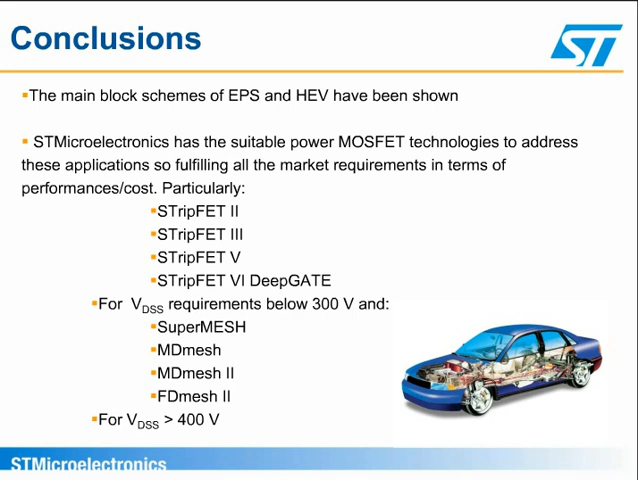 Conclusions
ST
▪The main block schemes of EPS and HEV have been shown
▪ STMicroelectronics has the suitable power MOSFET technologies to address
these applications so fulfilling all the market requirements in terms of
performances/cost. Particularly:
▪STripFET II
▪STripFET III
▪STripFET V
▪STripFET VI DeepGATE
▪For VDSS requirements below 300 V and:
▪SuperMESH
▪MDmesh
▪MDmesh II
▪FDmesh II
▪For VDSS > 400 V
STMicroelectronics